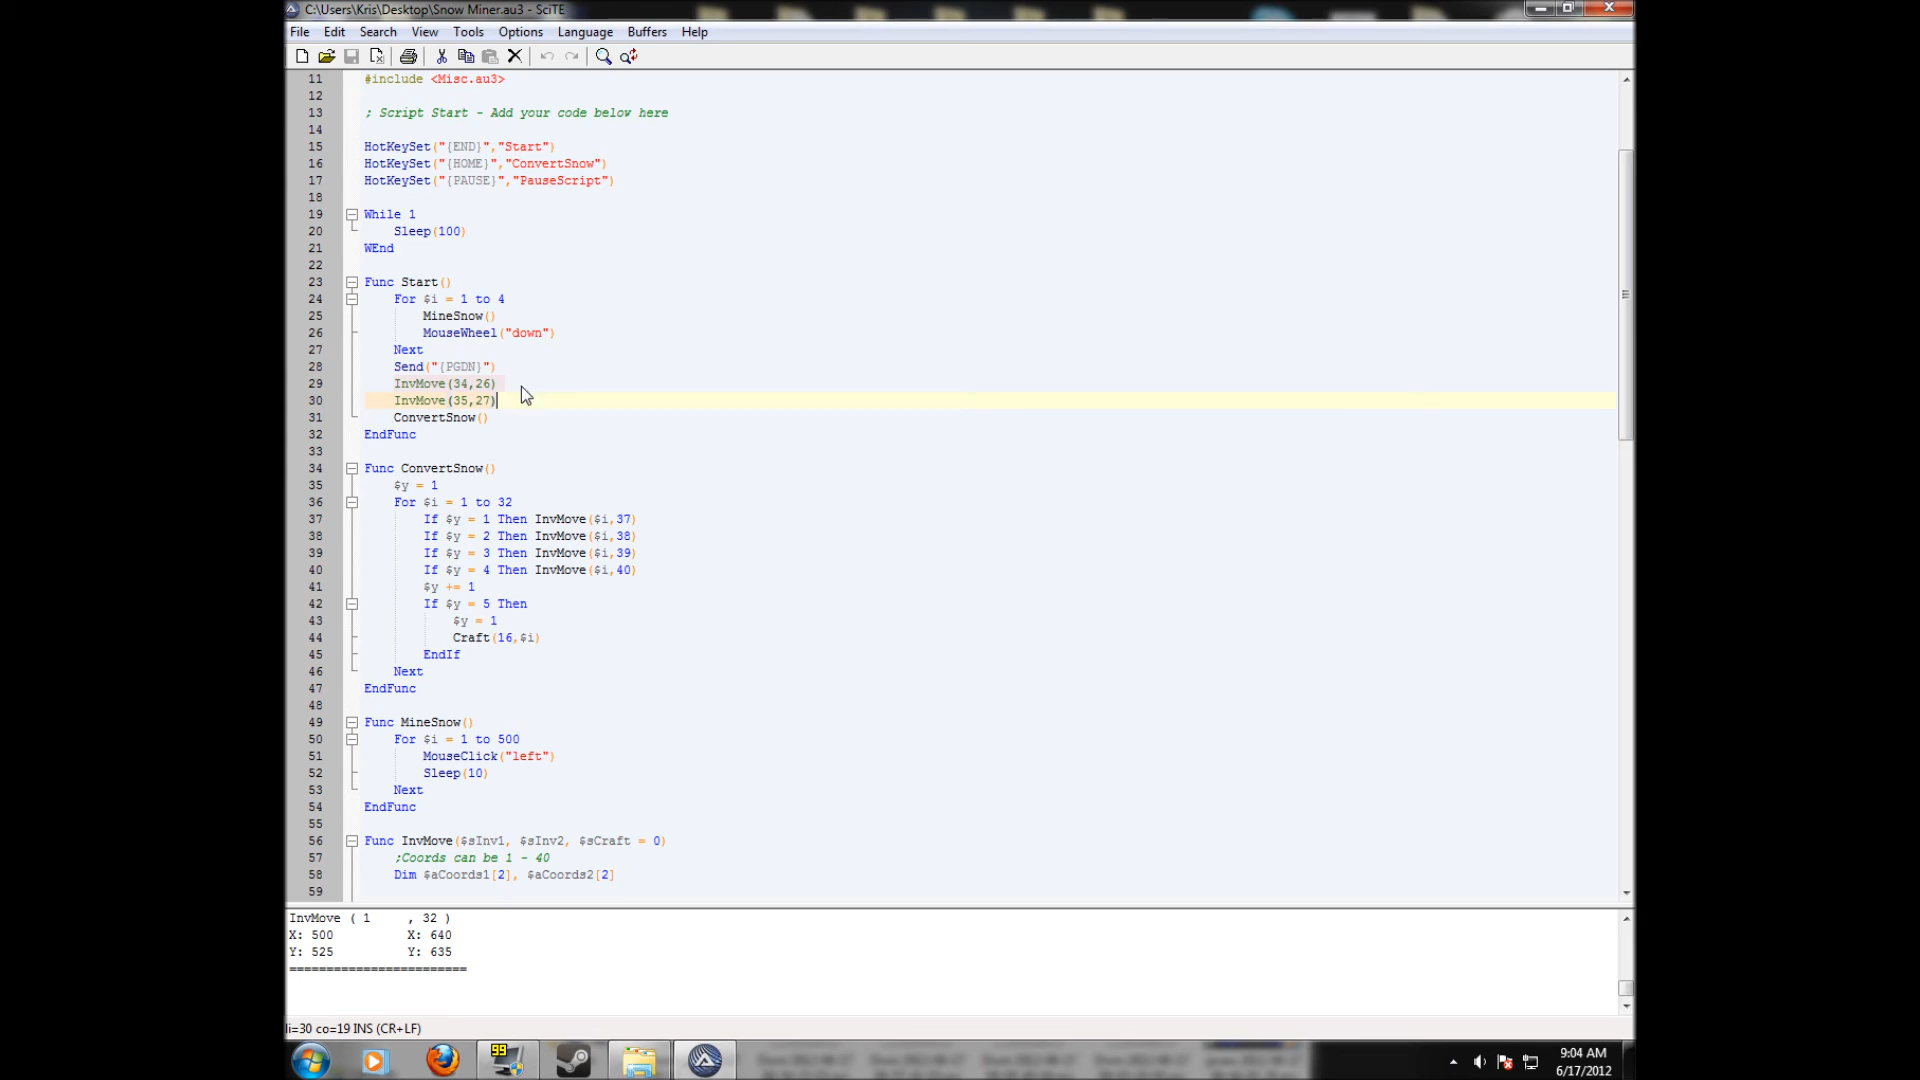 C:\Users\Kris\Desktop\Snow Miner.au3 - SciTE
File Edit Search View Tools Options Language Buffers Help
11 #include <Misc.au3>
12
13 ; Script Start - Add your code below here
14
15 HotKeySet("{END}","Start")
16 HotKeySet("{HOME}","ConvertSnow")
17 HotKeySet("{PAUSE}","PauseScript")
18
19 While 1
20 Sleep(100)
21 WEnd
22
23 Func Start()
24 For $i = 1 to 4
25 MineSnow()
26 MouseWheel("down")
27 Next
28 Send("{PGDN}")
29 InvMove(34,26)
30 InvMove(35,27)
31 ConvertSnow()
32 EndFunc
33
34 Func ConvertSnow()
35 $y = 1
36 For $i = 1 to 32
37 If $y = 1 Then InvMove($i,37)
38 If $y = 2 Then InvMove($i,38)
39 If $y = 3 Then InvMove($i,39)
40 If $y = 4 Then InvMove($i,40)
41 $y += 1
42 If $y = 5 Then
43 $y = 1
44 Craft(16,$i)
45 EndIf
46 Next
47 EndFunc
48
49 Func MineSnow()
50 For $i = 1 to 500
51 MouseClick("left")
52 Sleep(10)
53 Next
54 EndFunc
55
56 Func InvMove($sInv1, $sInv2, $sCraft = 0)
57 ;Coords can be 1 - 40
58 Dim $aCoords1[2], $aCoords2[2]
59
InvMove ( 1 , 32 )
X: 500 X: 640
Y: 525 Y: 635
========================
li=30 co=19 INS (CR+LF)
99
9:04 AM
6/17/2012